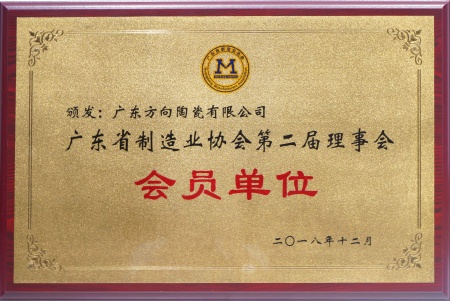 M
颁发：广东方向陶瓷有限公司
广东省制造业协会第二届理事会
会员单位
二〇一八年十二月